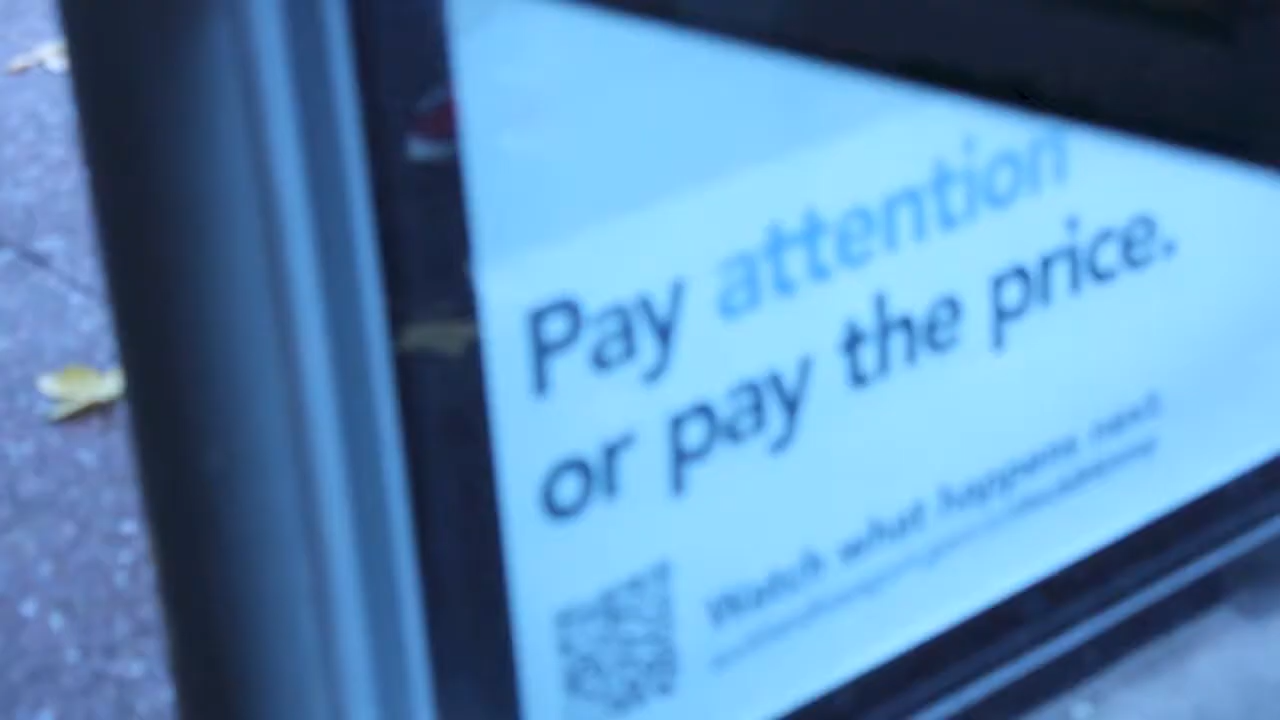 Pay attention
or pay the price.
Watch what happens next